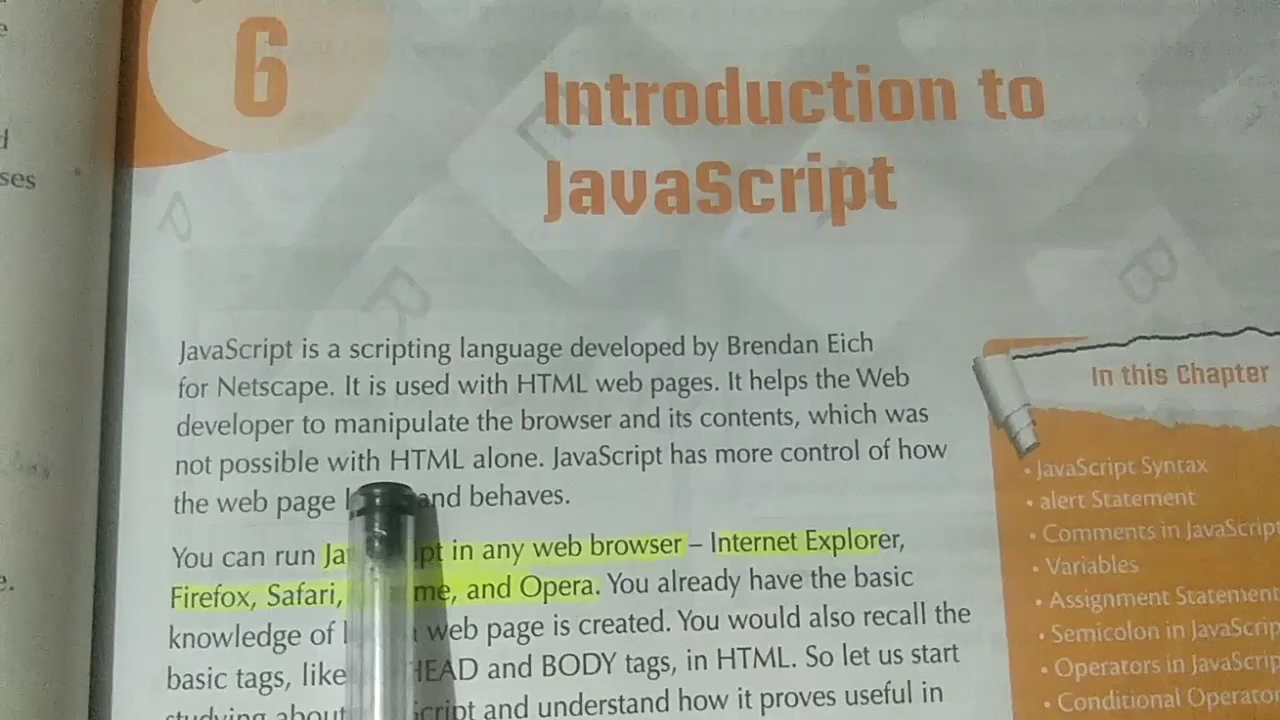 6
Introduction to
JavaScript
JavaScript is a scripting language developed by Brendan Eich
for Netscape. It is used with HTML web pages. It helps the Web
developer to manipulate the browser and its contents, which was
not possible with HTML alone. JavaScript has more control of how
the web page and behaves.
You can run in any web browser – Internet Explorer,
Firefox, Safari, and Opera. You already have the basic
knowledge of web page is created. You would also recall the
basic tags, like HEAD and BODY tags, in HTML. So let us start
studying about and understand how it proves useful in
In this Chapter
• JavaScript Syntax
• alert Statement
• Comments in JavaScrip
• Variables
• Assignment Statement
• Semicolon in JavaScrip
• Operators in JavaScrip
• Conditional Operator